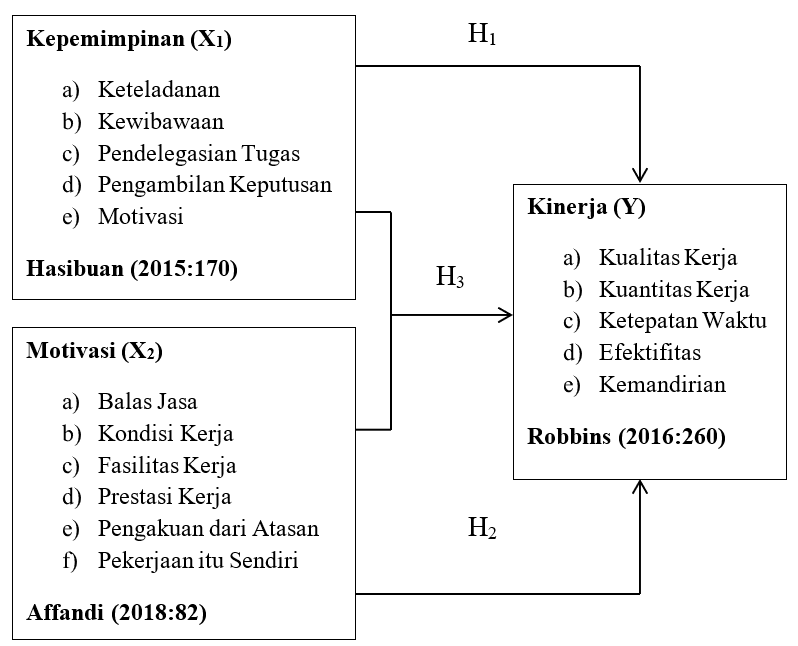 Kepemimpinan (X1)
a) Keteladanan
b) Kewibawaan
c) Pendelegasian Tugas
d) Pengambilan Keputusan
e) Motivasi
Hasibuan (2015:170)
H1
Motivasi (X2)
a) Balas Jasa
b) Kondisi Kerja
c) Fasilitas Kerja
d) Prestasi Kerja
e) Pengakuan dari Atasan
f) Pekerjaan itu Sendiri
Affandi (2018:82)
H3
H2
Kinerja (Y)
a) Kualitas Kerja
b) Kuantitas Kerja
c) Ketepatan Waktu
d) Efektifitas
e) Kemandirian
Robbins (2016:260)